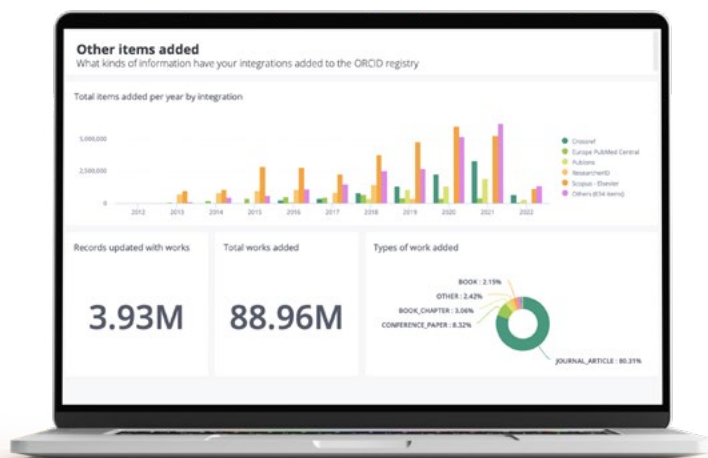 Other items added
What kinds of information have your integrations added to the ORCID registry
Total items added per year by integration
5,000,000
2,500,000
0
2012 2013 2014 2015 2016 2017 2018 2019 2020 2021 2022
Crossref
Europe PubMed Central
Publons
ResearcherID
Scopus - Elsevier
Others (634 items)
Records updated with works
3.93M
Total works added
88.96M
Types of work added
BOOK : 2.15%
OTHER : 2.42%
BOOK_CHAPTER : 3.06%
CONFERENCE_PAPER : 8.32%
JOURNAL_ARTICLE : 80.31%